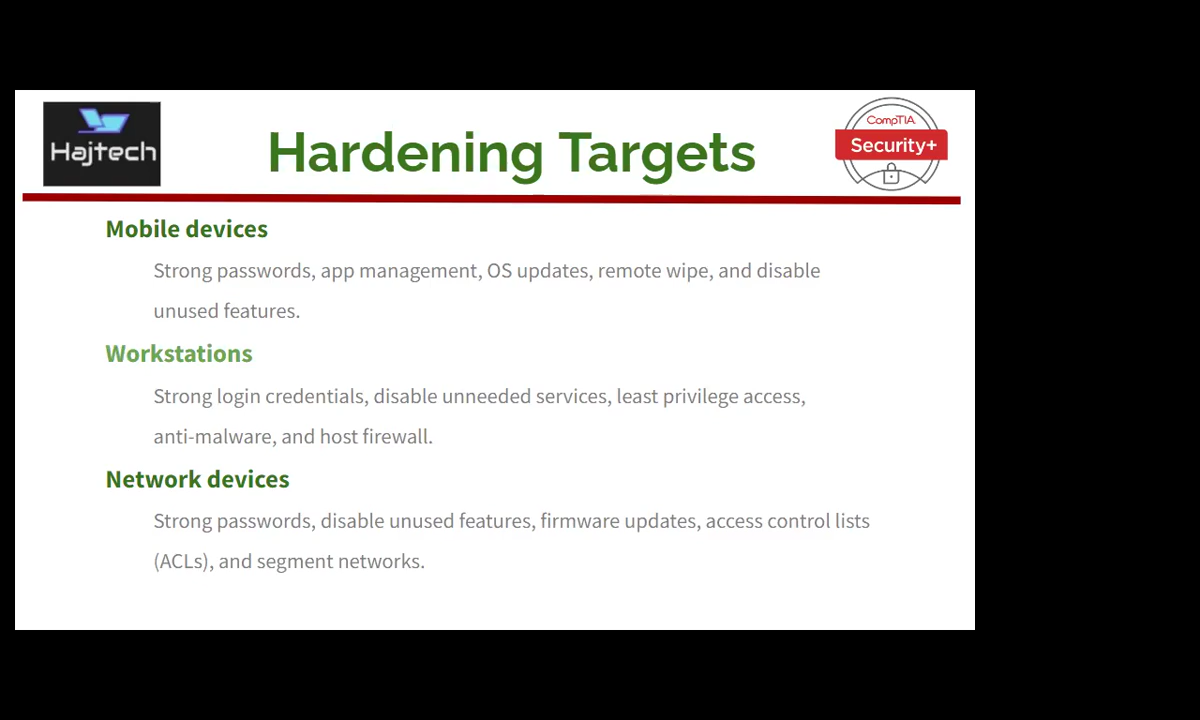 Hajtech
Hardening Targets
CompTIA.
Security+
Mobile devices
Strong passwords, app management, OS updates, remote wipe, and disable
unused features.
Workstations
Strong login credentials, disable unneeded services, least privilege access,
anti-malware, and host firewall.
Network devices
Strong passwords, disable unused features, firmware updates, access control lists
(ACLs), and segment networks.